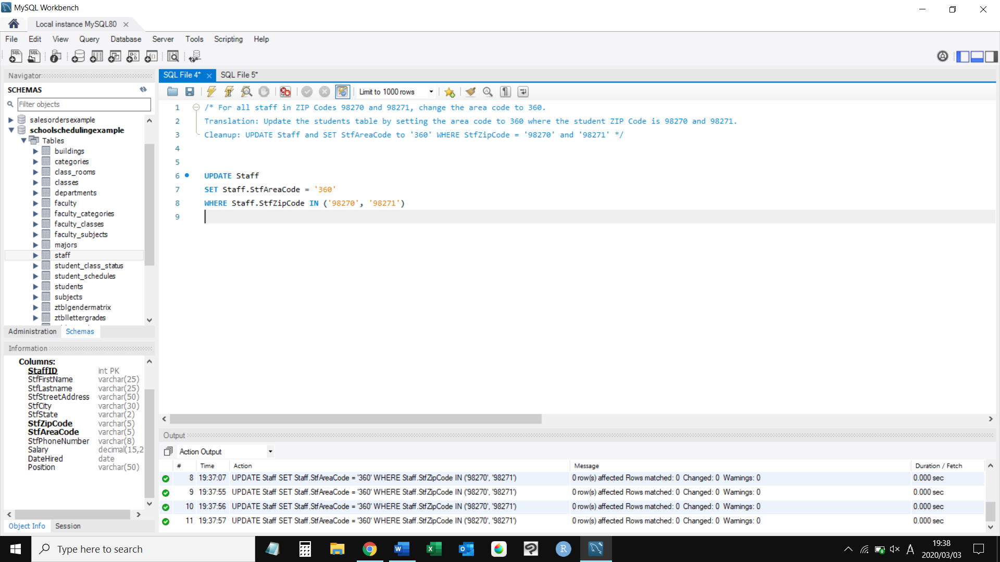 MySQL Workbench
Local instance MySQL80
File Edit View Query Database Server Tools Scripting Help
Navigator
SCHEMAS
Filter objects
salesordersexample
schoolschedulingexample
Tables
buildings
categories
class_rooms
classes
departments
faculty
faculty_categories
faculty_classes
faculty_subjects
majors
staff
student_class_status
student_schedules
students
subjects
ztblgendermatrix
ztbllettergrades
Administration Schemas
Information
Columns:
StaffID int PK
StfFirstName varchar(25)
StfLastname varchar(25)
StfStreetAddress varchar(50)
StfCity varchar(30)
StfState varchar(2)
StfZipCode varchar(5)
StfAreaCode varchar(5)
StfPhoneNumber varchar(8)
Salary decimal(15,2
DateHired date
Position varchar(50)
Object Info Session
SQL File 4* SQL File 5*
Limit to 1000 rows
1 /* For all staff in ZIP Codes 98270 and 98271, change the area code to 360.
2 Translation: Update the students table by setting the area code to 360 where the student ZIP Code is 98270 and 98271.
3 Cleanup: UPDATE Staff and SET StfAreaCode to '360' WHERE StfZipCode = '98270' and '98271' */
4
5
6 UPDATE Staff
7 SET Staff.StfAreaCode = '360'
8 WHERE Staff.StfZipCode IN ('98270', '98271')
9
Output
Action Output
# Time Action Message Duration / Fetch
8 19:37:07 UPDATE Staff SET Staff.StfAreaCode = '360' WHERE Staff.StfZipCode IN ('98270', '98271') 0 row(s) affected Rows matched: 0 Changed: 0 Warnings: 0 0.000 sec
9 19:37:55 UPDATE Staff SET Staff.StfAreaCode = '360' WHERE Staff.StfZipCode IN ('98270', '98271') 0 row(s) affected Rows matched: 0 Changed: 0 Warnings: 0 0.000 sec
10 19:37:56 UPDATE Staff SET Staff.StfAreaCode = '360' WHERE Staff.StfZipCode IN ('98270', '98271') 0 row(s) affected Rows matched: 0 Changed: 0 Warnings: 0 0.000 sec
11 19:37:57 UPDATE Staff SET Staff.StfAreaCode = '360' WHERE Staff.StfZipCode IN ('98270', '98271') 0 row(s) affected Rows matched: 0 Changed: 0 Warnings: 0 0.000 sec
Type here to search
A
19:38
2020/03/03